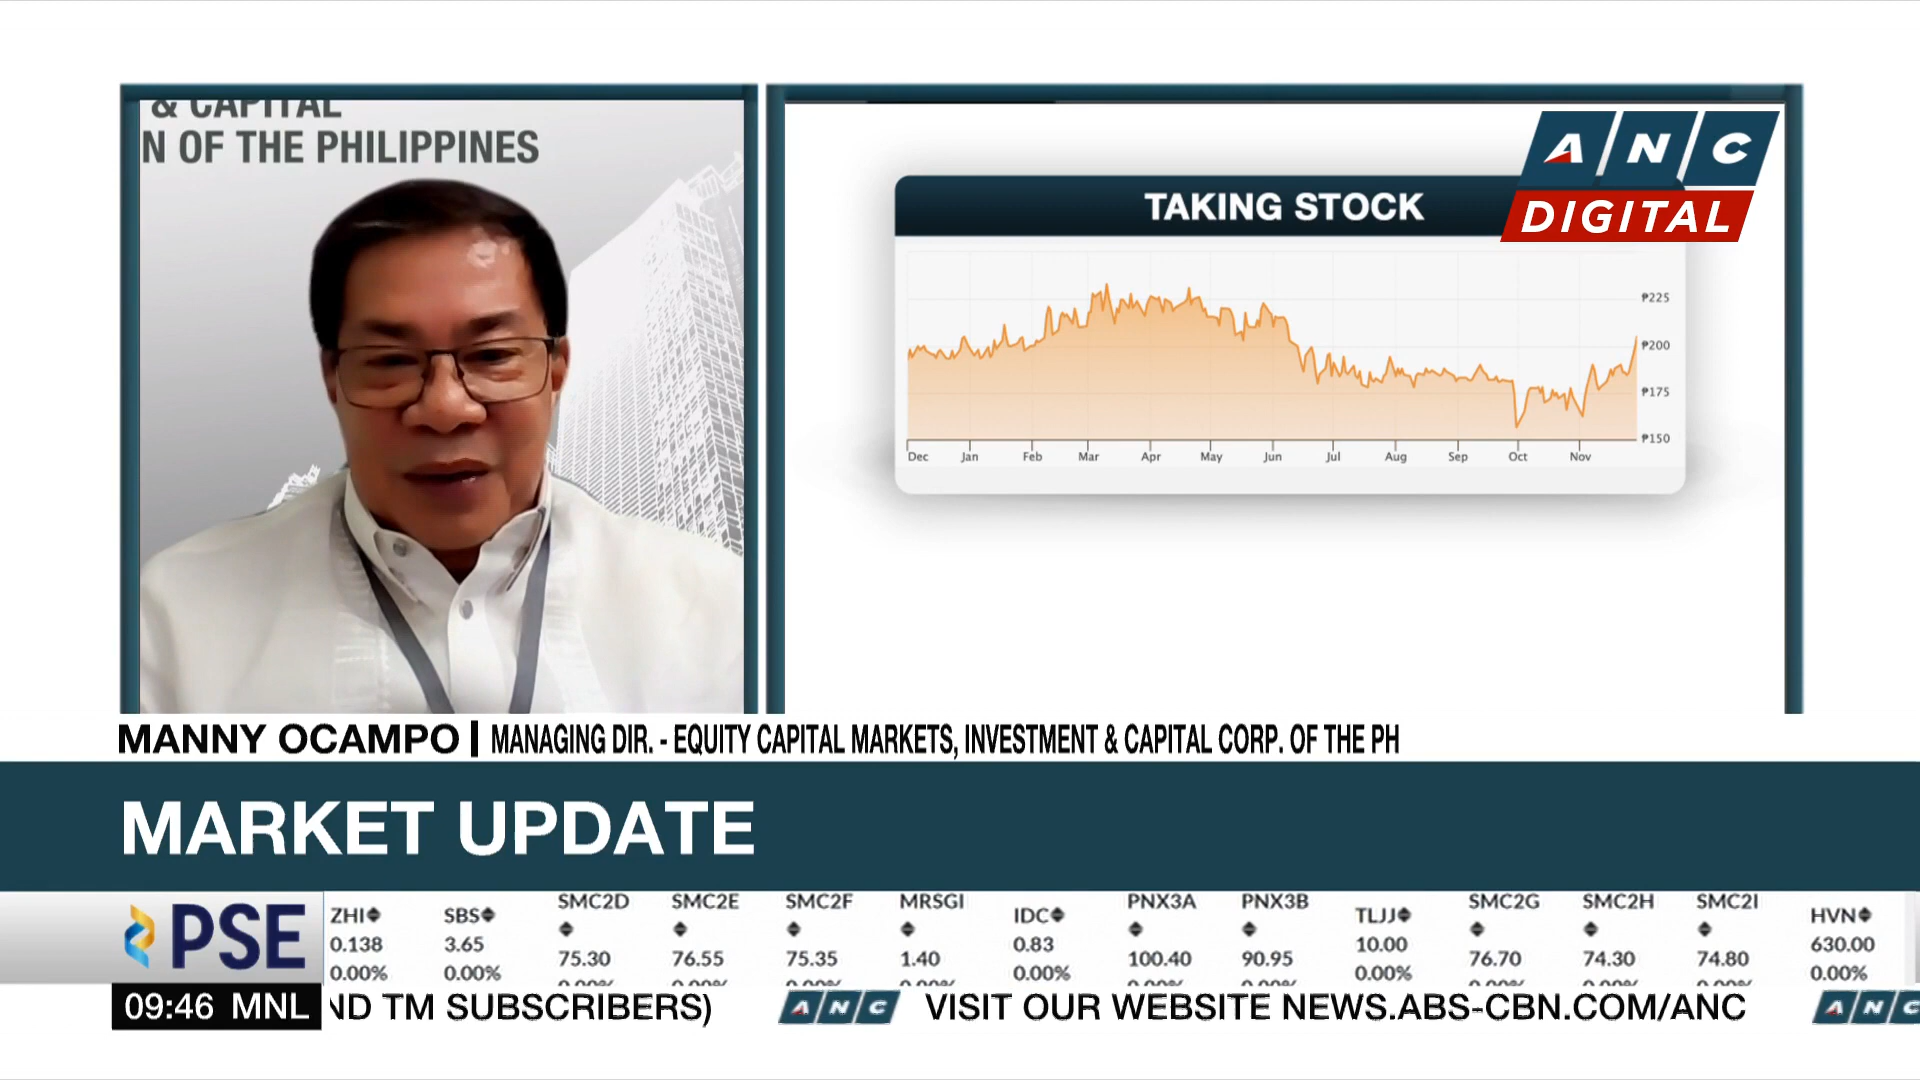 & CAPITAL
N OF THE PHILIPPINES
ANC
DIGITAL
TAKING STOCK
₱225
₱200
₱175
₱150
Dec Jan Feb Mar Apr May Jun Jul Aug Sep Oct Nov
MANNY OCAMPO | MANAGING DIR. - EQUITY CAPITAL MARKETS, INVESTMENT & CAPITAL CORP. OF THE PH
MARKET UPDATE
PSE
ZHI SBS SMC2D SMC2E SMC2F MRSGI IDC PNX3A PNX3B TLJJ SMC2G SMC2H SMC2I HVN
0.138 3.65 75.30 76.55 75.35 1.40 0.83 100.40 90.95 10.00 76.70 74.30 74.80 630.00
0.00% 0.00% 0.00% 0.00% 0.00%
09:46 MNL ND TM SUBSCRIBERS) ANC VISIT OUR WEBSITE NEWS.ABS-CBN.COM/ANC ANC